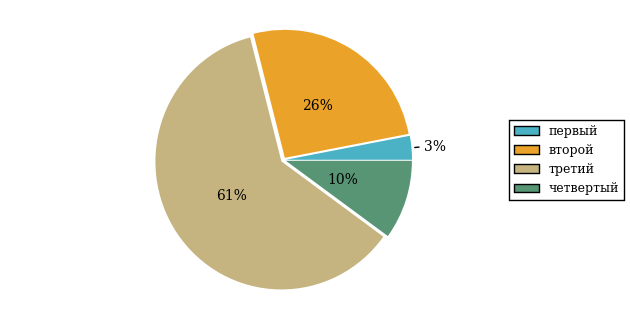 26%
3%
10%
61%
первый
второй
третий
четвертый